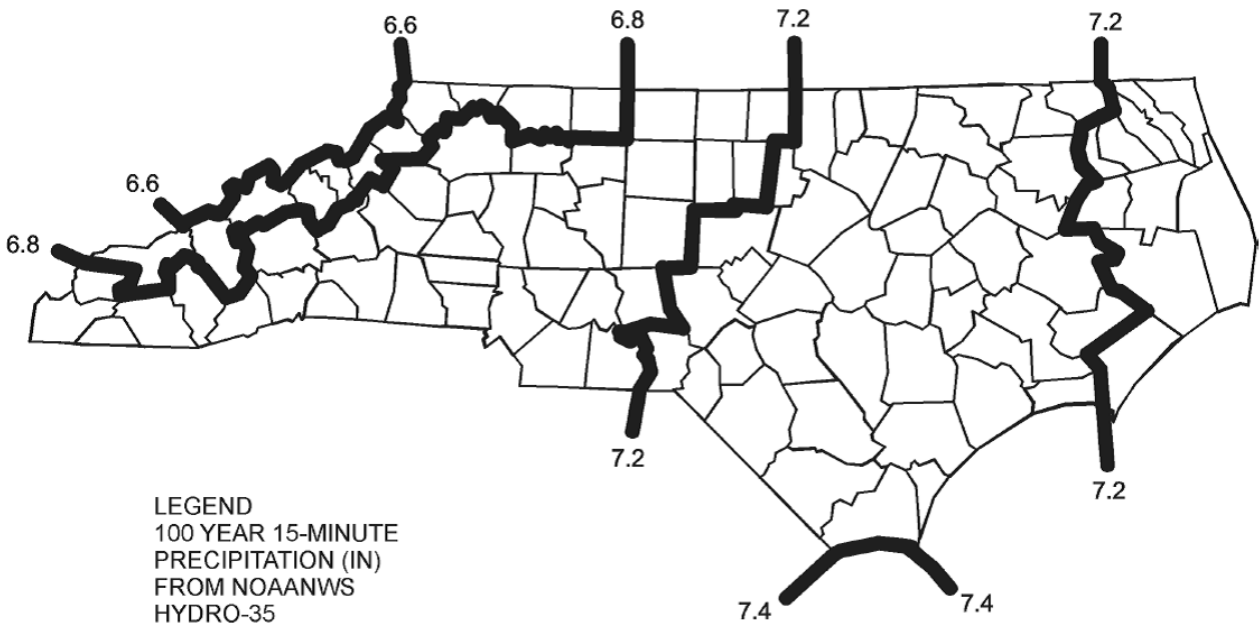 6.6
6.8
7.2
7.2
6.6
6.8
7.2
7.2
7.4
7.4
LEGEND
100 YEAR 15-MINUTE
PRECIPITATION (IN)
FROM NOAANWS
HYDRO-35